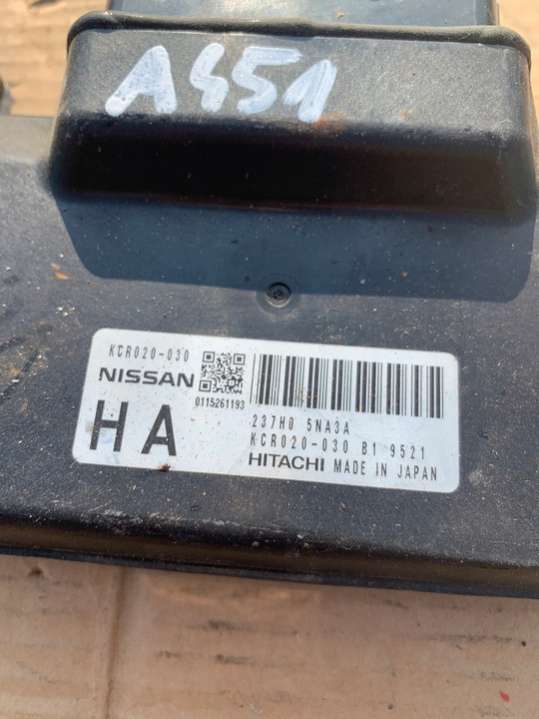 A451
KCR020-030
NISSAN
0115261193
HA
237H0 5NA3A
KCR020-030 B1 9521
HITACHI MADE IN JAPAN